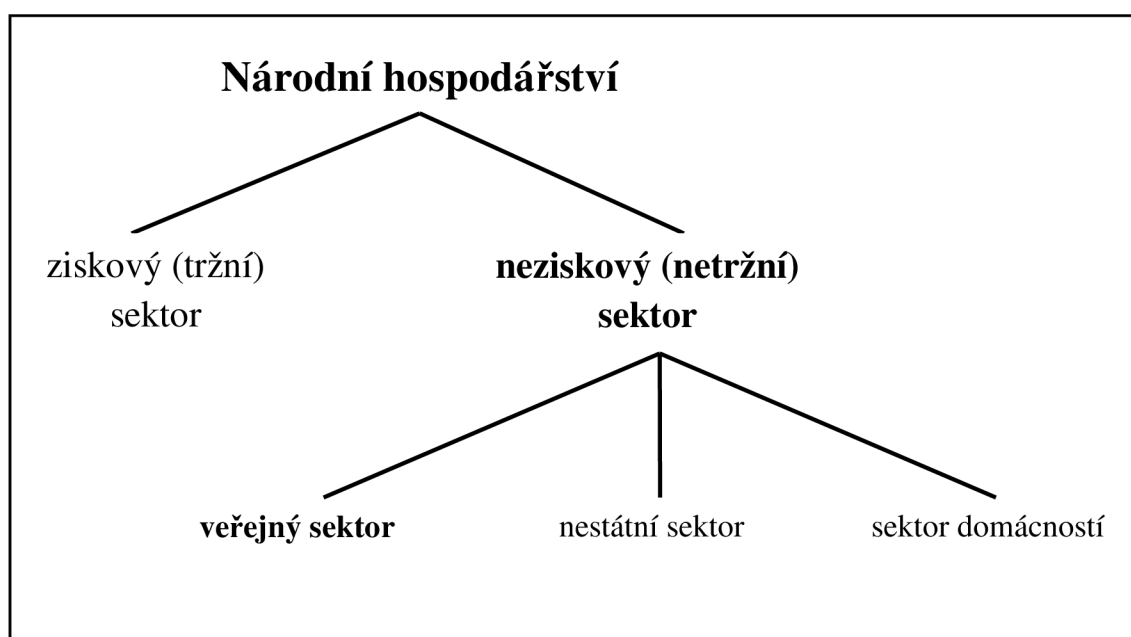 Národní hospodářství
ziskový (tržní)
sektor
neziskový (netržní)
sektor
veřejný sektor
nestátní sektor
sektor domácností